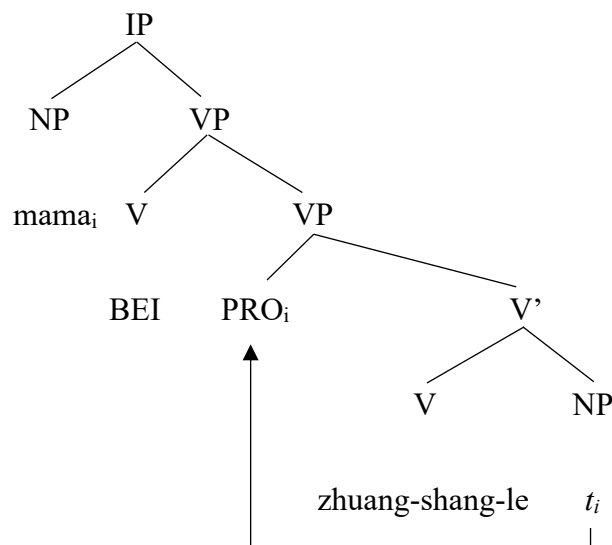 IP
NP VP
mamaᵢ V VP
BEI PROᵢ V’
V NP
zhuang-shang-le tᵢ